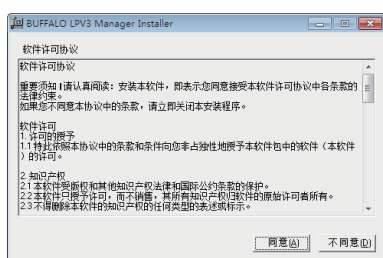 BUFFALO LPV3 Manager Installer
软件许可协议
软件许可协议
重要须知!请认真阅读：安装本软件，即表示您同意接受本软件许可协议中各条款的
法律约束。
如果您不同意本协议中的条款，请立即关闭本安装程序。
软件许可
1. 许可的授予
1.1 特此依照本协议中的条款和条件向您非占独性地授予本软件包中的软件（本软件
）的许可。
2. 知识产权
2.1 本软件受版权和其他知识产权法律和国际公约条款的保护。
2.2 本软件只授予许可，而不销售，其所有知识产权归软件的原始许可者所有。
2.3 不得删除本软件的知识产权的任何类型的表述或标示。
同意(A) 不同意(D)